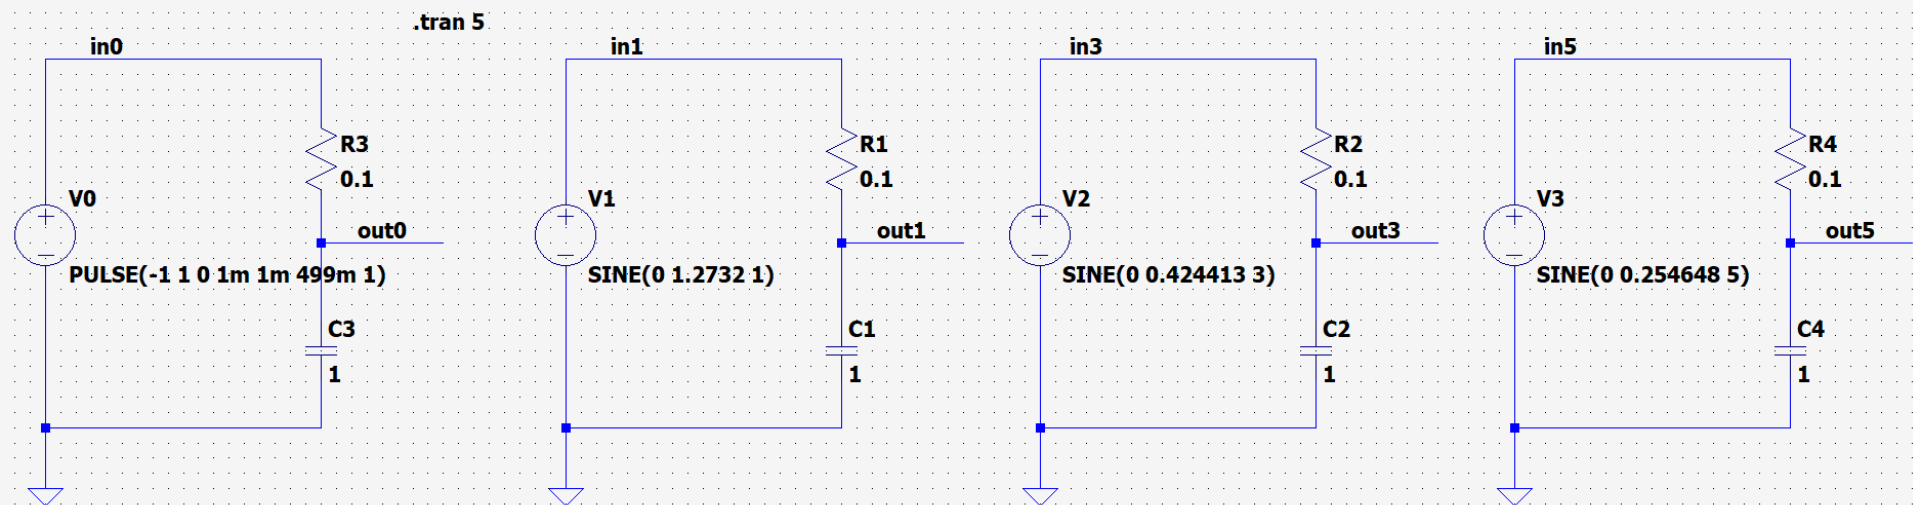 .tran 5
in0
in1
in3
in5
R3
0.1
R1
0.1
R2
0.1
R4
0.1
V0
V1
V2
V3
out0
out1
out3
out5
PULSE(-1 1 0 1m 1m 499m 1)
SINE(0 1.2732 1)
SINE(0 0.424413 3)
SINE(0 0.254648 5)
C3
1
C1
1
C2
1
C4
1